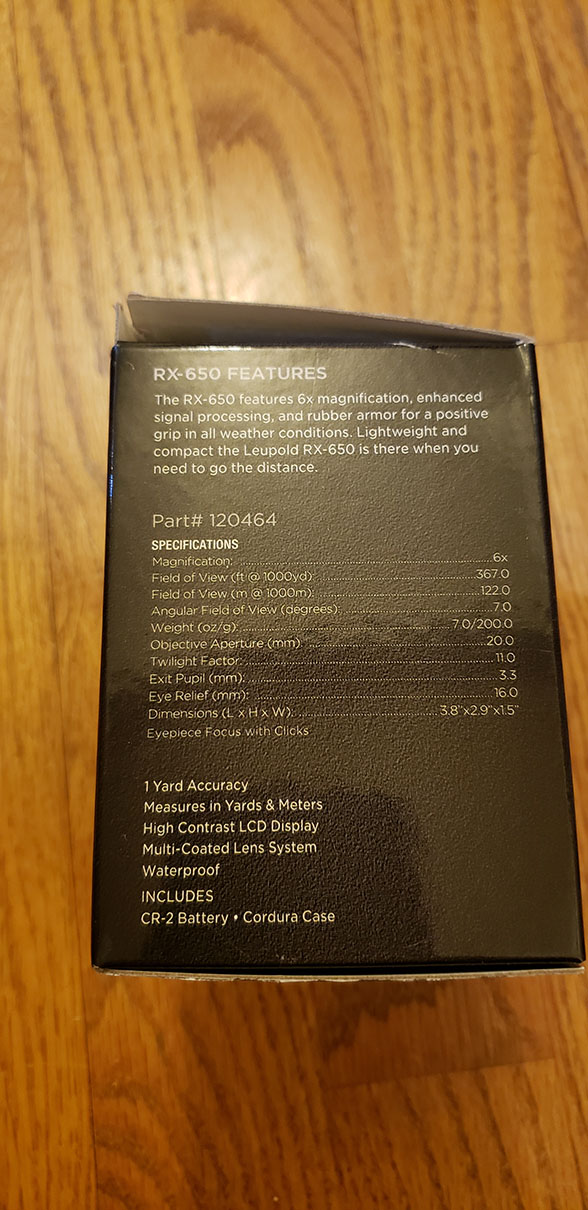 RX-650 FEATURES
The RX-650 features 6x magnification, enhanced
signal processing, and rubber armor for a positive
grip in all weather conditions. Lightweight and
compact the Leupold RX-650 is there when you
need to go the distance.
Part# 120464
SPECIFICATIONS
Magnification: 6x
Field of View (ft @ 1000yd): 367.0
Field of View (m @ 1000m): 122.0
Angular Field of View (degrees): 7.0
Weight (oz/g): 7.0/200.0
Objective Aperture (mm): 20.0
Twilight Factor: 11.0
Exit Pupil (mm): 3.3
Eye Relief (mm): 16.0
Dimensions (L x H x W): 3.8"x2.9"x1.5"
Eyepiece Focus with Clicks
1 Yard Accuracy
Measures in Yards & Meters
High Contrast LCD Display
Multi-Coated Lens System
Waterproof
INCLUDES
CR-2 Battery • Cordura Case